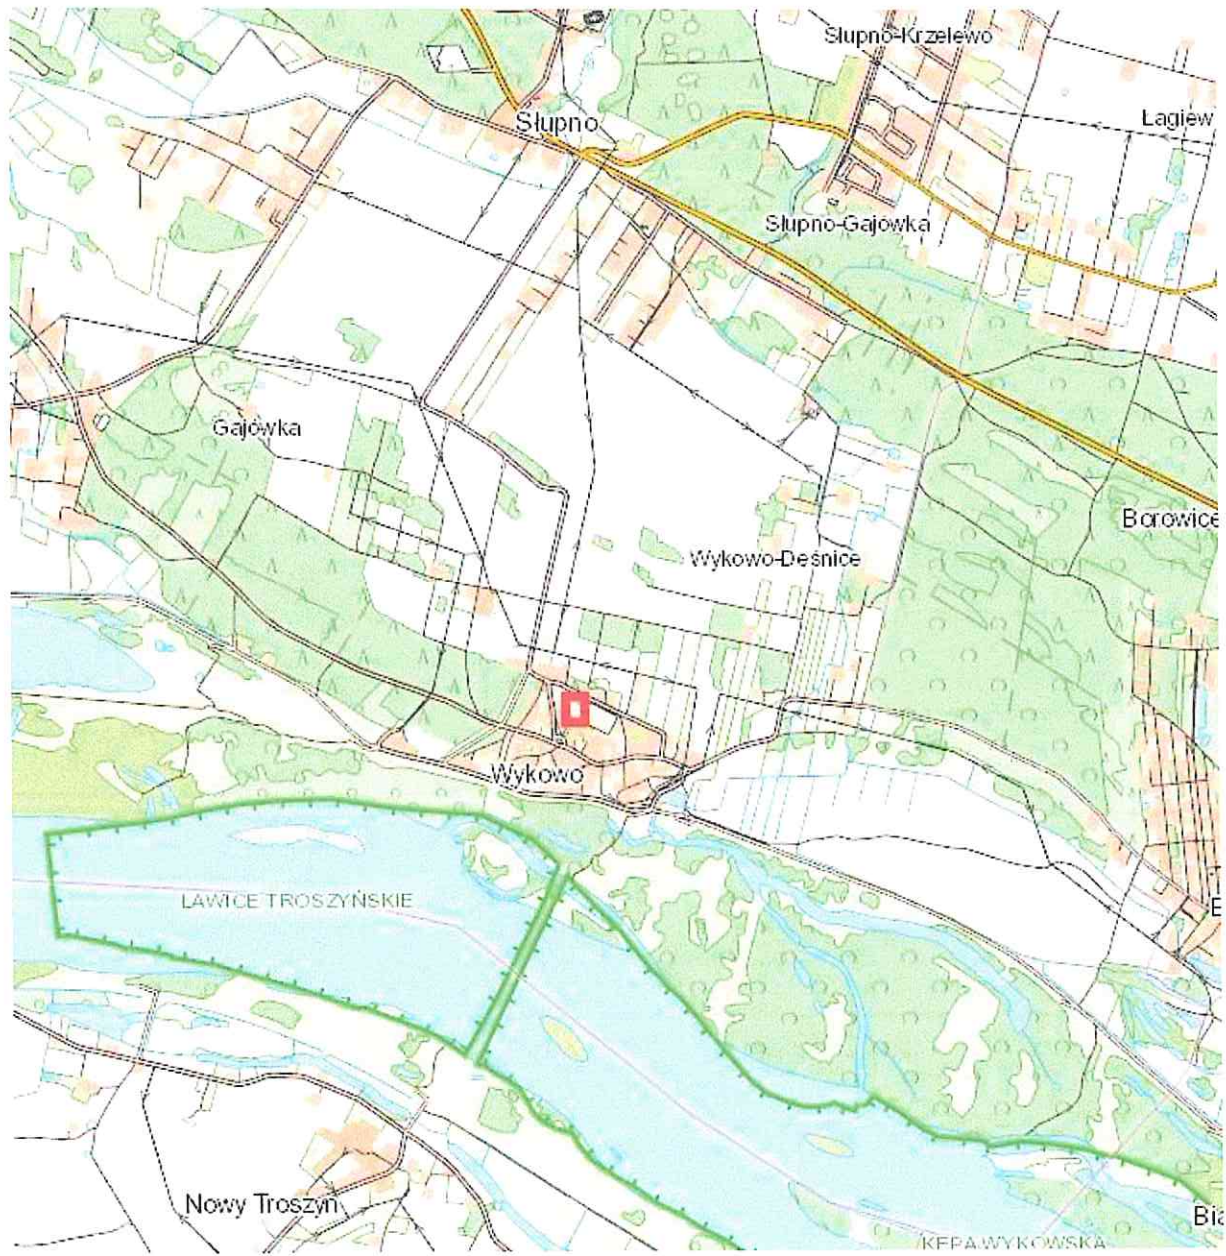 Słupno-Krzelewo
Łagiew
Słupno
Słupno-Gajówka
Gajówka
Borowice
Wykowo-Deśnice
Wykowo
ŁAWICE TROSZYŃSKIE
Nowy Troszyn
Bia
KĘPA WYKOWSKA